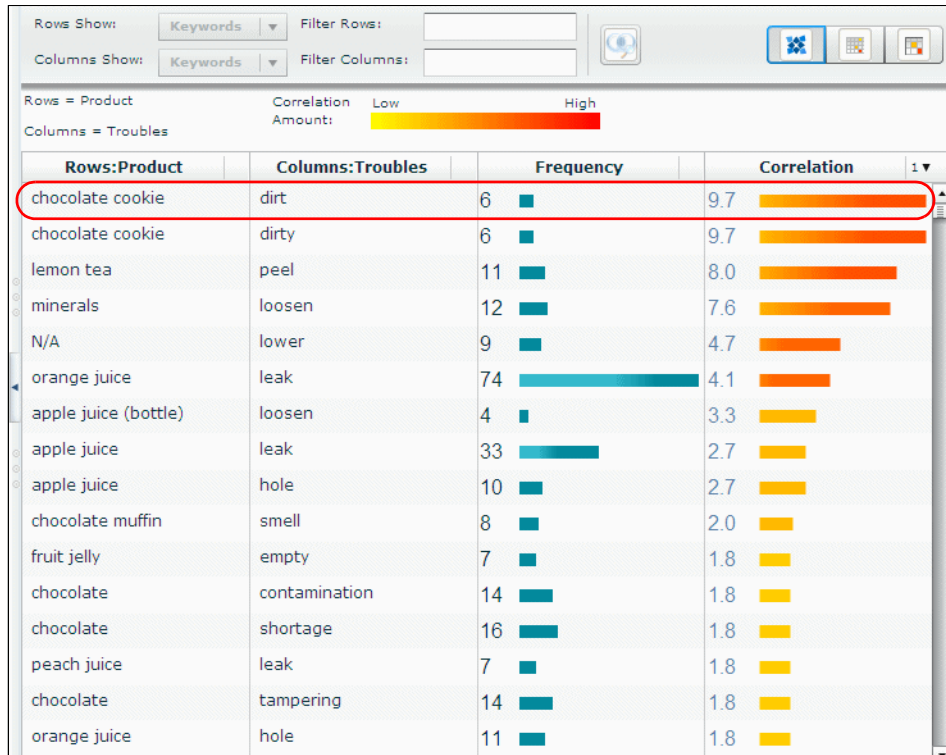 Rows Show: Keywords ▼ Filter Rows:
Columns Show: Keywords ▼ Filter Columns:
Rows = Product
Columns = Troubles
Correlation Amount: Low High
Rows:Product Columns:Troubles Frequency Correlation 1▼
chocolate cookie dirt 6 9.7
chocolate cookie dirty 6 9.7
lemon tea peel 11 8.0
minerals loosen 12 7.6
N/A lower 9 4.7
orange juice leak 74 4.1
apple juice (bottle) loosen 4 3.3
apple juice leak 33 2.7
apple juice hole 10 2.7
chocolate muffin smell 8 2.0
fruit jelly empty 7 1.8
chocolate contamination 14 1.8
chocolate shortage 16 1.8
peach juice leak 7 1.8
chocolate tampering 14 1.8
orange juice hole 11 1.8